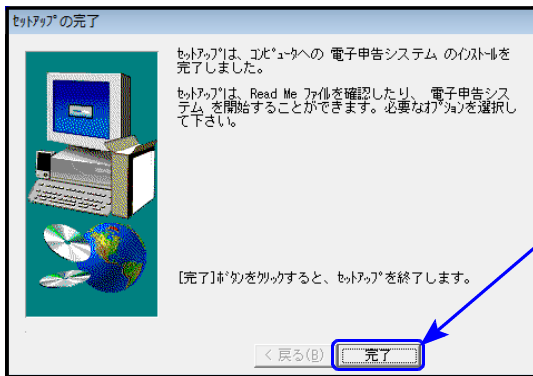 ｾｯﾄｱｯﾌﾟの完了
ｾｯﾄｱｯﾌﾟは、ｺﾝﾋﾟｭｰﾀへの 電子申告システム のｲﾝｽﾄｰﾙを
完了しました。
ｾｯﾄｱｯﾌﾟは、Read Me ﾌｧｲﾙを確認したり、 電子申告シス
テム を開始することができます。必要なｵﾌﾟｼｮﾝを選択し
て下さい。
[完了]ﾎﾞﾀﾝをｸﾘｯｸすると、ｾｯﾄｱｯﾌﾟを終了します。
< 戻る(B)
完了